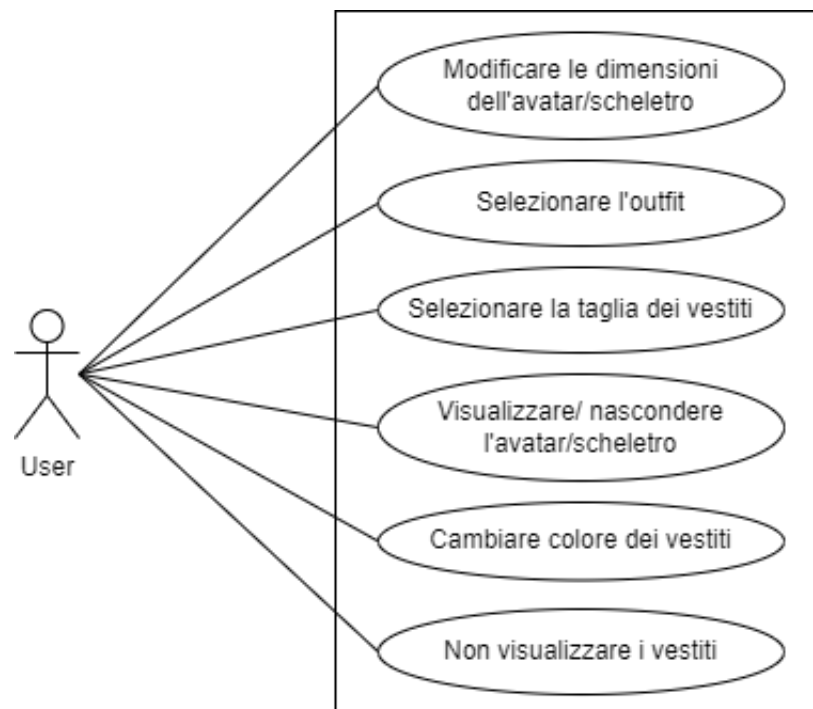 Modificare le dimensioni
dell'avatar/scheletro
Selezionare l'outfit
Selezionare la taglia dei vestiti
Visualizzare/ nascondere
l'avatar/scheletro
User
Cambiare colore dei vestiti
Non visualizzare i vestiti